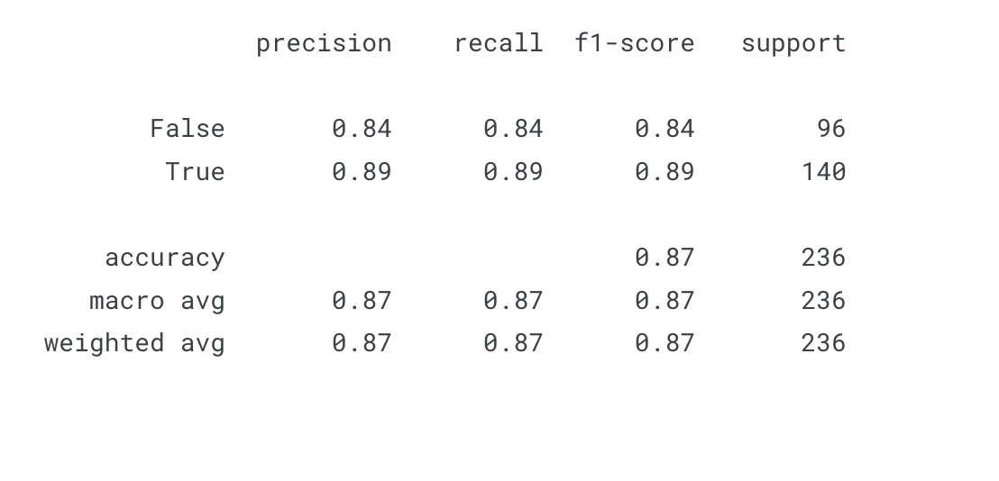 precision recall f1-score support
False 0.84 0.84 0.84 96
True 0.89 0.89 0.89 140
accuracy 0.87 236
macro avg 0.87 0.87 0.87 236
weighted avg 0.87 0.87 0.87 236